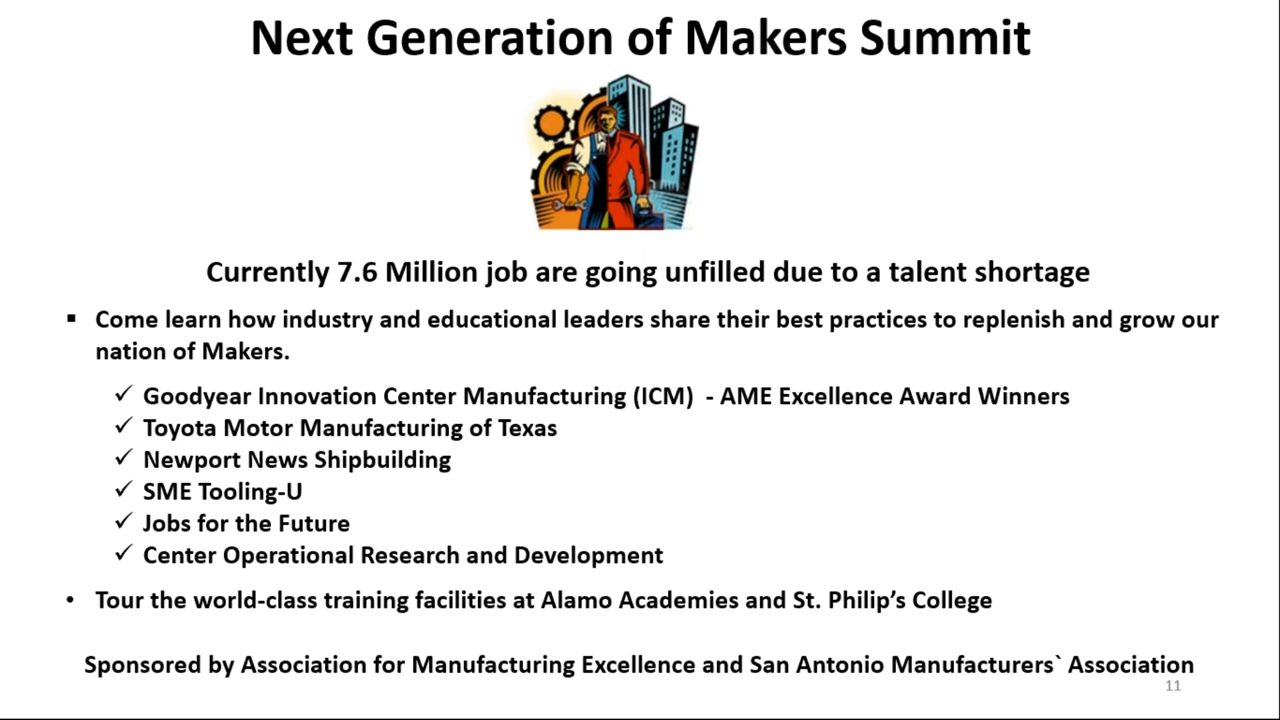 Next Generation of Makers Summit
Currently 7.6 Million job are going unfilled due to a talent shortage
▪ Come learn how industry and educational leaders share their best practices to replenish and grow our
nation of Makers.
✓ Goodyear Innovation Center Manufacturing (ICM)  - AME Excellence Award Winners
✓ Toyota Motor Manufacturing of Texas
✓ Newport News Shipbuilding
✓ SME Tooling-U
✓ Jobs for the Future
✓ Center Operational Research and Development
• Tour the world-class training facilities at Alamo Academies and St. Philip’s College
Sponsored by Association for Manufacturing Excellence and San Antonio Manufacturers` Association
11